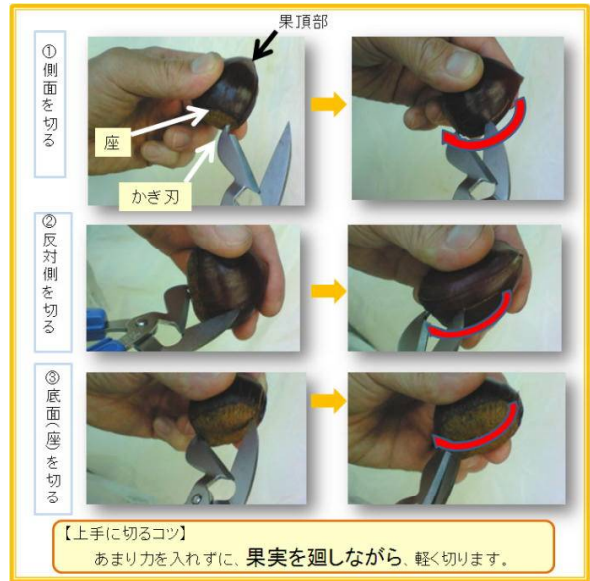 ①側面を切る
果頂部
座
かぎ刃
②反対側を切る
③底面(座)を切る
【上手に切るコツ】
あまり力を入れずに、果実を廻しながら、軽く切ります。